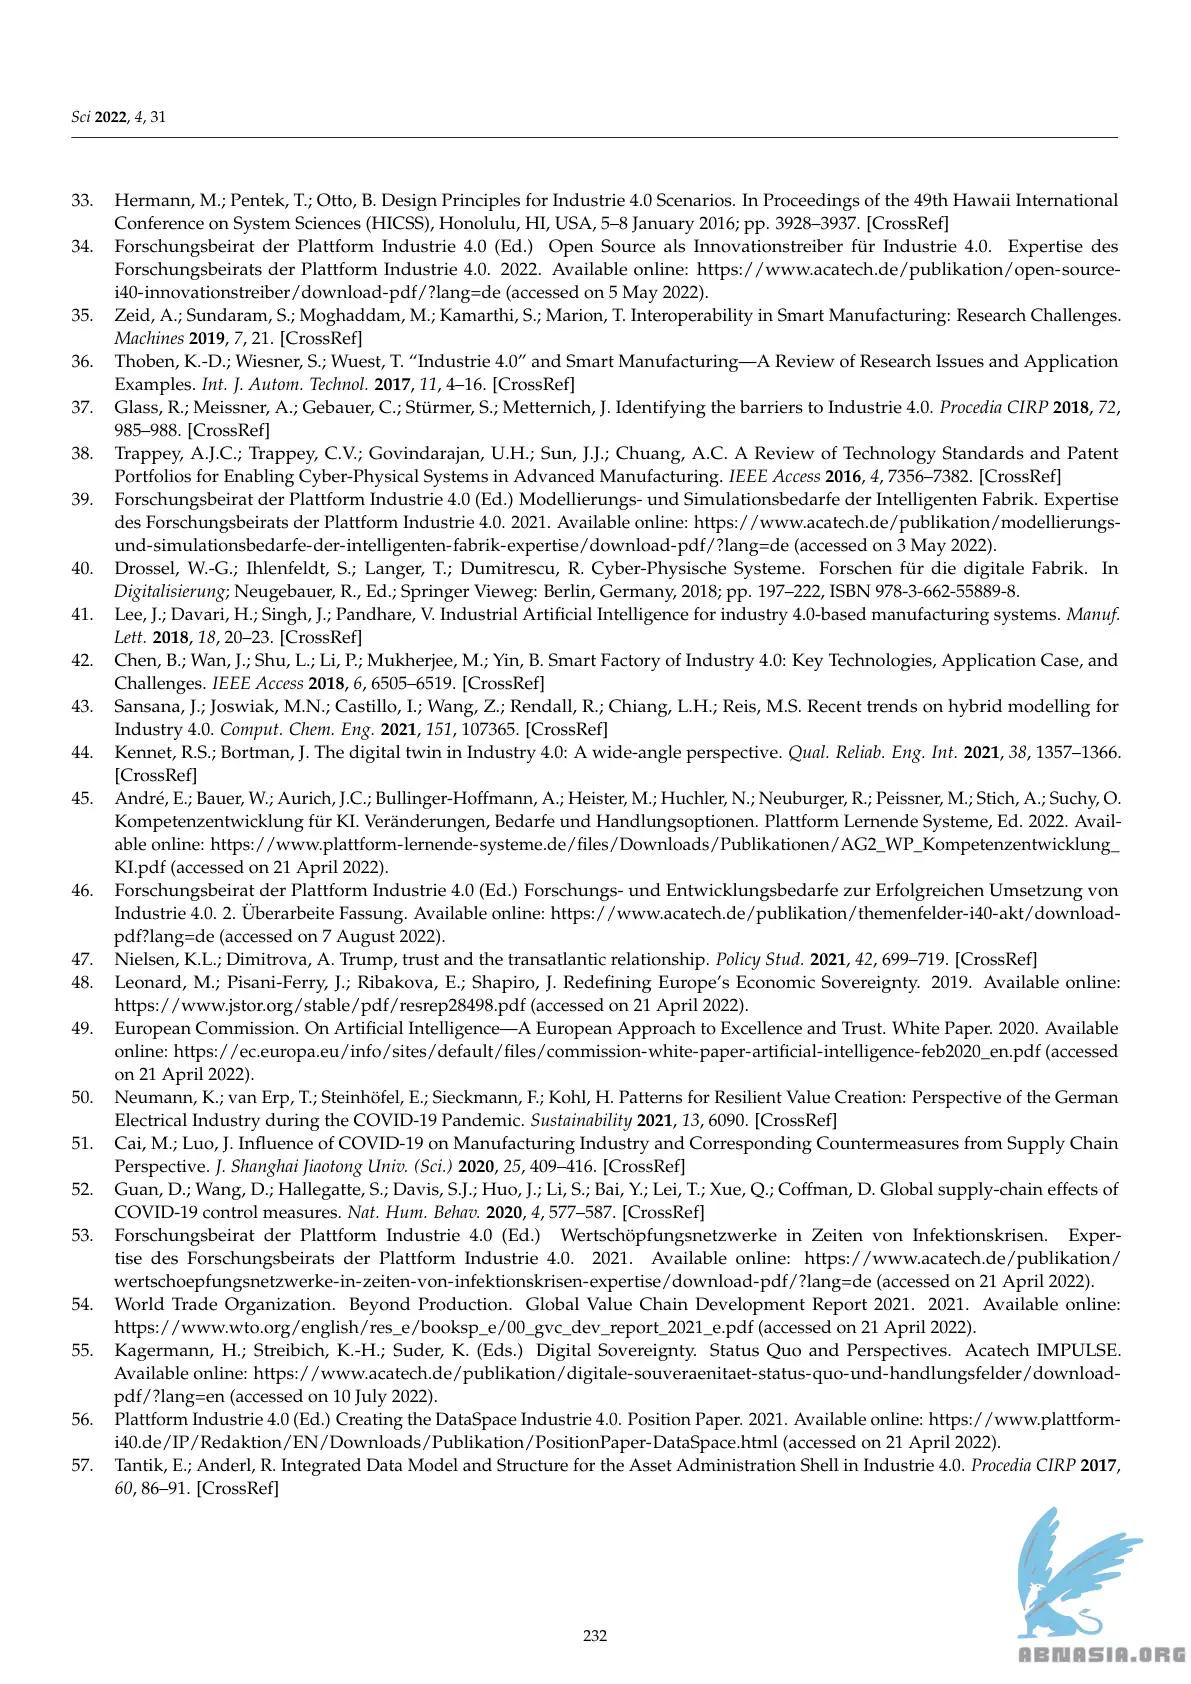 Sci 2022, 4, 31
33. Hermann, M.; Pentek, T.; Otto, B. Design Principles for Industrie 4.0 Scenarios. In Proceedings of the 49th Hawaii International
Conference on System Sciences (HICSS), Honolulu, HI, USA, 5–8 January 2016; pp. 3928–3937. [CrossRef]
34. Forschungsbeirat der Plattform Industrie 4.0 (Ed.) Open Source als Innovationstreiber für Industrie 4.0. Expertise des
Forschungsbeirats der Plattform Industrie 4.0. 2022. Available online: https://www.acatech.de/publikation/open-source-
i40-innovationstreiber/download-pdf/?lang=de (accessed on 5 May 2022).
35. Zeid, A.; Sundaram, S.; Moghaddam, M.; Kamarthi, S.; Marion, T. Interoperability in Smart Manufacturing: Research Challenges.
Machines 2019, 7, 21. [CrossRef]
36. Thoben, K.-D.; Wiesner, S.; Wuest, T. “Industrie 4.0” and Smart Manufacturing—A Review of Research Issues and Application
Examples. Int. J. Autom. Technol. 2017, 11, 4–16. [CrossRef]
37. Glass, R.; Meissner, A.; Gebauer, C.; Stürmer, S.; Metternich, J. Identifying the barriers to Industrie 4.0. Procedia CIRP 2018, 72,
985–988. [CrossRef]
38. Trappey, A.J.C.; Trappey, C.V.; Govindarajan, U.H.; Sun, J.J.; Chuang, A.C. A Review of Technology Standards and Patent
Portfolios for Enabling Cyber-Physical Systems in Advanced Manufacturing. IEEE Access 2016, 4, 7356–7382. [CrossRef]
39. Forschungsbeirat der Plattform Industrie 4.0 (Ed.) Modellierungs- und Simulationsbedarfe der Intelligenten Fabrik. Expertise
des Forschungsbeirats der Plattform Industrie 4.0. 2021. Available online: https://www.acatech.de/publikation/modellierungs-
und-simulationsbedarfe-der-intelligenten-fabrik-expertise/download-pdf/?lang=de (accessed on 3 May 2022).
40. Drossel, W.-G.; Ihlenfeldt, S.; Langer, T.; Dumitrescu, R. Cyber-Physische Systeme. Forschen für die digitale Fabrik. In
Digitalisierung; Neugebauer, R., Ed.; Springer Vieweg: Berlin, Germany, 2018; pp. 197–222, ISBN 978-3-662-55889-8.
41. Lee, J.; Davari, H.; Singh, J.; Pandhare, V. Industrial Artificial Intelligence for industry 4.0-based manufacturing systems. Manuf.
Lett. 2018, 18, 20–23. [CrossRef]
42. Chen, B.; Wan, J.; Shu, L.; Li, P.; Mukherjee, M.; Yin, B. Smart Factory of Industry 4.0: Key Technologies, Application Case, and
Challenges. IEEE Access 2018, 6, 6505–6519. [CrossRef]
43. Sansana, J.; Joswiak, M.N.; Castillo, I.; Wang, Z.; Rendall, R.; Chiang, L.H.; Reis, M.S. Recent trends on hybrid modelling for
Industry 4.0. Comput. Chem. Eng. 2021, 151, 107365. [CrossRef]
44. Kennet, R.S.; Bortman, J. The digital twin in Industry 4.0: A wide-angle perspective. Qual. Reliab. Eng. Int. 2021, 38, 1357–1366.
[CrossRef]
45. André, E.; Bauer, W.; Aurich, J.C.; Bullinger-Hoffmann, A.; Heister, M.; Huchler, N.; Neuburger, R.; Peissner, M.; Stich, A.; Suchy, O.
Kompetenzentwicklung für KI. Veränderungen, Bedarfe und Handlungsoptionen. Plattform Lernende Systeme, Ed. 2022. Avail-
able online: https://www.plattform-lernende-systeme.de/files/Downloads/Publikationen/AG2_WP_Kompetenzentwicklung_
KI.pdf (accessed on 21 April 2022).
46. Forschungsbeirat der Plattform Industrie 4.0 (Ed.) Forschungs- und Entwicklungsbedarfe zur Erfolgreichen Umsetzung von
Industrie 4.0. 2. Überarbeite Fassung. Available online: https://www.acatech.de/publikation/themenfelder-i40-akt/download-
pdf?lang=de (accessed on 7 August 2022).
47. Nielsen, K.L.; Dimitrova, A. Trump, trust and the transatlantic relationship. Policy Stud. 2021, 42, 699–719. [CrossRef]
48. Leonard, M.; Pisani-Ferry, J.; Ribakova, E.; Shapiro, J. Redefining Europe’s Economic Sovereignty. 2019. Available online:
https://www.jstor.org/stable/pdf/resrep28498.pdf (accessed on 21 April 2022).
49. European Commission. On Artificial Intelligence—A European Approach to Excellence and Trust. White Paper. 2020. Available
online: https://ec.europa.eu/info/sites/default/files/commission-white-paper-artificial-intelligence-feb2020_en.pdf (accessed
on 21 April 2022).
50. Neumann, K.; van Erp, T.; Steinhöfel, E.; Sieckmann, F.; Kohl, H. Patterns for Resilient Value Creation: Perspective of the German
Electrical Industry during the COVID-19 Pandemic. Sustainability 2021, 13, 6090. [CrossRef]
51. Cai, M.; Luo, J. Influence of COVID-19 on Manufacturing Industry and Corresponding Countermeasures from Supply Chain
Perspective. J. Shanghai Jiaotong Univ. (Sci.) 2020, 25, 409–416. [CrossRef]
52. Guan, D.; Wang, D.; Hallegatte, S.; Davis, S.J.; Huo, J.; Li, S.; Bai, Y.; Lei, T.; Xue, Q.; Coffman, D. Global supply-chain effects of
COVID-19 control measures. Nat. Hum. Behav. 2020, 4, 577–587. [CrossRef]
53. Forschungsbeirat der Plattform Industrie 4.0 (Ed.) Wertschöpfungsnetzwerke in Zeiten von Infektionskrisen. Exper-
tise des Forschungsbeirats der Plattform Industrie 4.0. 2021. Available online: https://www.acatech.de/publikation/
wertschoepfungsnetzwerke-in-zeiten-von-infektionskrisen-expertise/download-pdf/?lang=de (accessed on 21 April 2022).
54. World Trade Organization. Beyond Production. Global Value Chain Development Report 2021. 2021. Available online:
https://www.wto.org/english/res_e/booksp_e/00_gvc_dev_report_2021_e.pdf (accessed on 21 April 2022).
55. Kagermann, H.; Streibich, K.-H.; Suder, K. (Eds.) Digital Sovereignty. Status Quo and Perspectives. Acatech IMPULSE.
Available online: https://www.acatech.de/publikation/digitale-souveraenitaet-status-quo-und-handlungsfelder/download-
pdf/?lang=en (accessed on 10 July 2022).
56. Plattform Industrie 4.0 (Ed.) Creating the DataSpace Industrie 4.0. Position Paper. 2021. Available online: https://www.plattform-
i40.de/IP/Redaktion/EN/Downloads/Publikation/PositionPaper-DataSpace.html (accessed on 21 April 2022).
57. Tantik, E.; Anderl, R. Integrated Data Model and Structure for the Asset Administration Shell in Industrie 4.0. Procedia CIRP 2017,
60, 86–91. [CrossRef]
232
ABNASIA.ORG